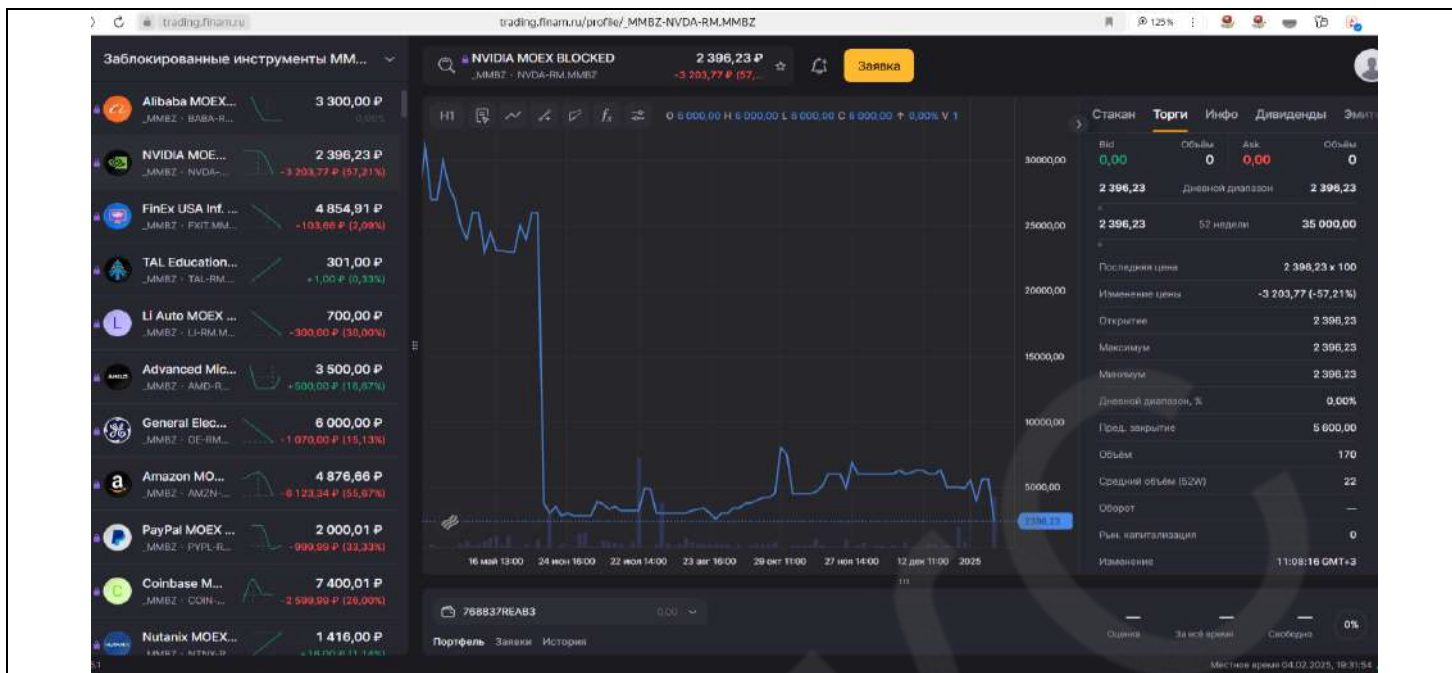 trading.finam.ru
trading.finam.ru/profile/_MMBZ-NVDA-RM.MMBZ
125%
Заблокированные инструменты ММ...
NVIDIA MOEX BLOCKED
_MMBZ · NVDA-RM.MMBZ
2 396,23 ₽
-3 203,77 ₽ (57,...
Заявка
Alibaba MOEX...
3 300,00 ₽
_MMBZ · BABA-R...
0,00%
NVIDIA MOE...
2 396,23 ₽
_MMBZ · NVDA-...
-3 203,77 ₽ (57,21%)
FinEx USA Inf. ...
4 854,91 ₽
_MMBZ · FXIT.MM...
-103,66 ₽ (2,09%)
TAL Education...
301,00 ₽
_MMBZ · TAL-RM...
+1,00 ₽ (0,33%)
L
Li Auto MOEX ...
700,00 ₽
_MMBZ · LI-RM.M...
-300,00 ₽ (30,00%)
Advanced Mic...
3 500,00 ₽
_MMBZ · AMD-R...
+500,00 ₽ (16,67%)
General Elec...
6 000,00 ₽
_MMBZ · GE-RM...
-1 070,00 ₽ (15,13%)
a
Amazon MO...
4 876,66 ₽
_MMBZ · AMZN-...
-6 123,34 ₽ (55,67%)
PayPal MOEX ...
2 000,01 ₽
_MMBZ · PYPL-R...
-999,99 ₽ (33,33%)
C
Coinbase M...
7 400,01 ₽
_MMBZ · COIN-...
-2 599,99 ₽ (26,00%)
Nutanix MOEX...
1 416,00 ₽
_MMBZ · NTNX-R...
+16,00 ₽ (1,14%)
H1
fx
O 6 000,00 H 6 000,00 L 6 000,00 C 6 000,00 ↑ 0,00% V 1
30000,00
25000,00
20000,00
15000,00
10000,00
5000,00
2396,23
16 май 13:00 24 июн 16:00 22 июл 14:00 23 авг 16:00 29 окт 11:00 27 ноя 14:00 12 дек 11:00 2025
Стакан Торги Инфо Дивиденды Эмит
Bid Объём Ask Объём
0,00 0 0,00 0
2 396,23 Дневной диапазон 2 396,23
2 396,23 52 недели 35 000,00
Последняя цена 2 396,23 x 100
Изменение цены -3 203,77 (-57,21%)
Открытие 2 396,23
Максимум 2 396,23
Минимум 2 396,23
Дневной диапазон, % 0,00%
Пред. закрытие 5 600,00
Объём 170
Средний объём (52W) 22
Оборот —
Рын. капитализация 0
Изменение 11:08:16 GMT+3
768837REAB3 0,00
Портфель Заявки История
— — —
Оценка За всё время Свободно 0%
Местное время 04.02.2025, 19:31:54